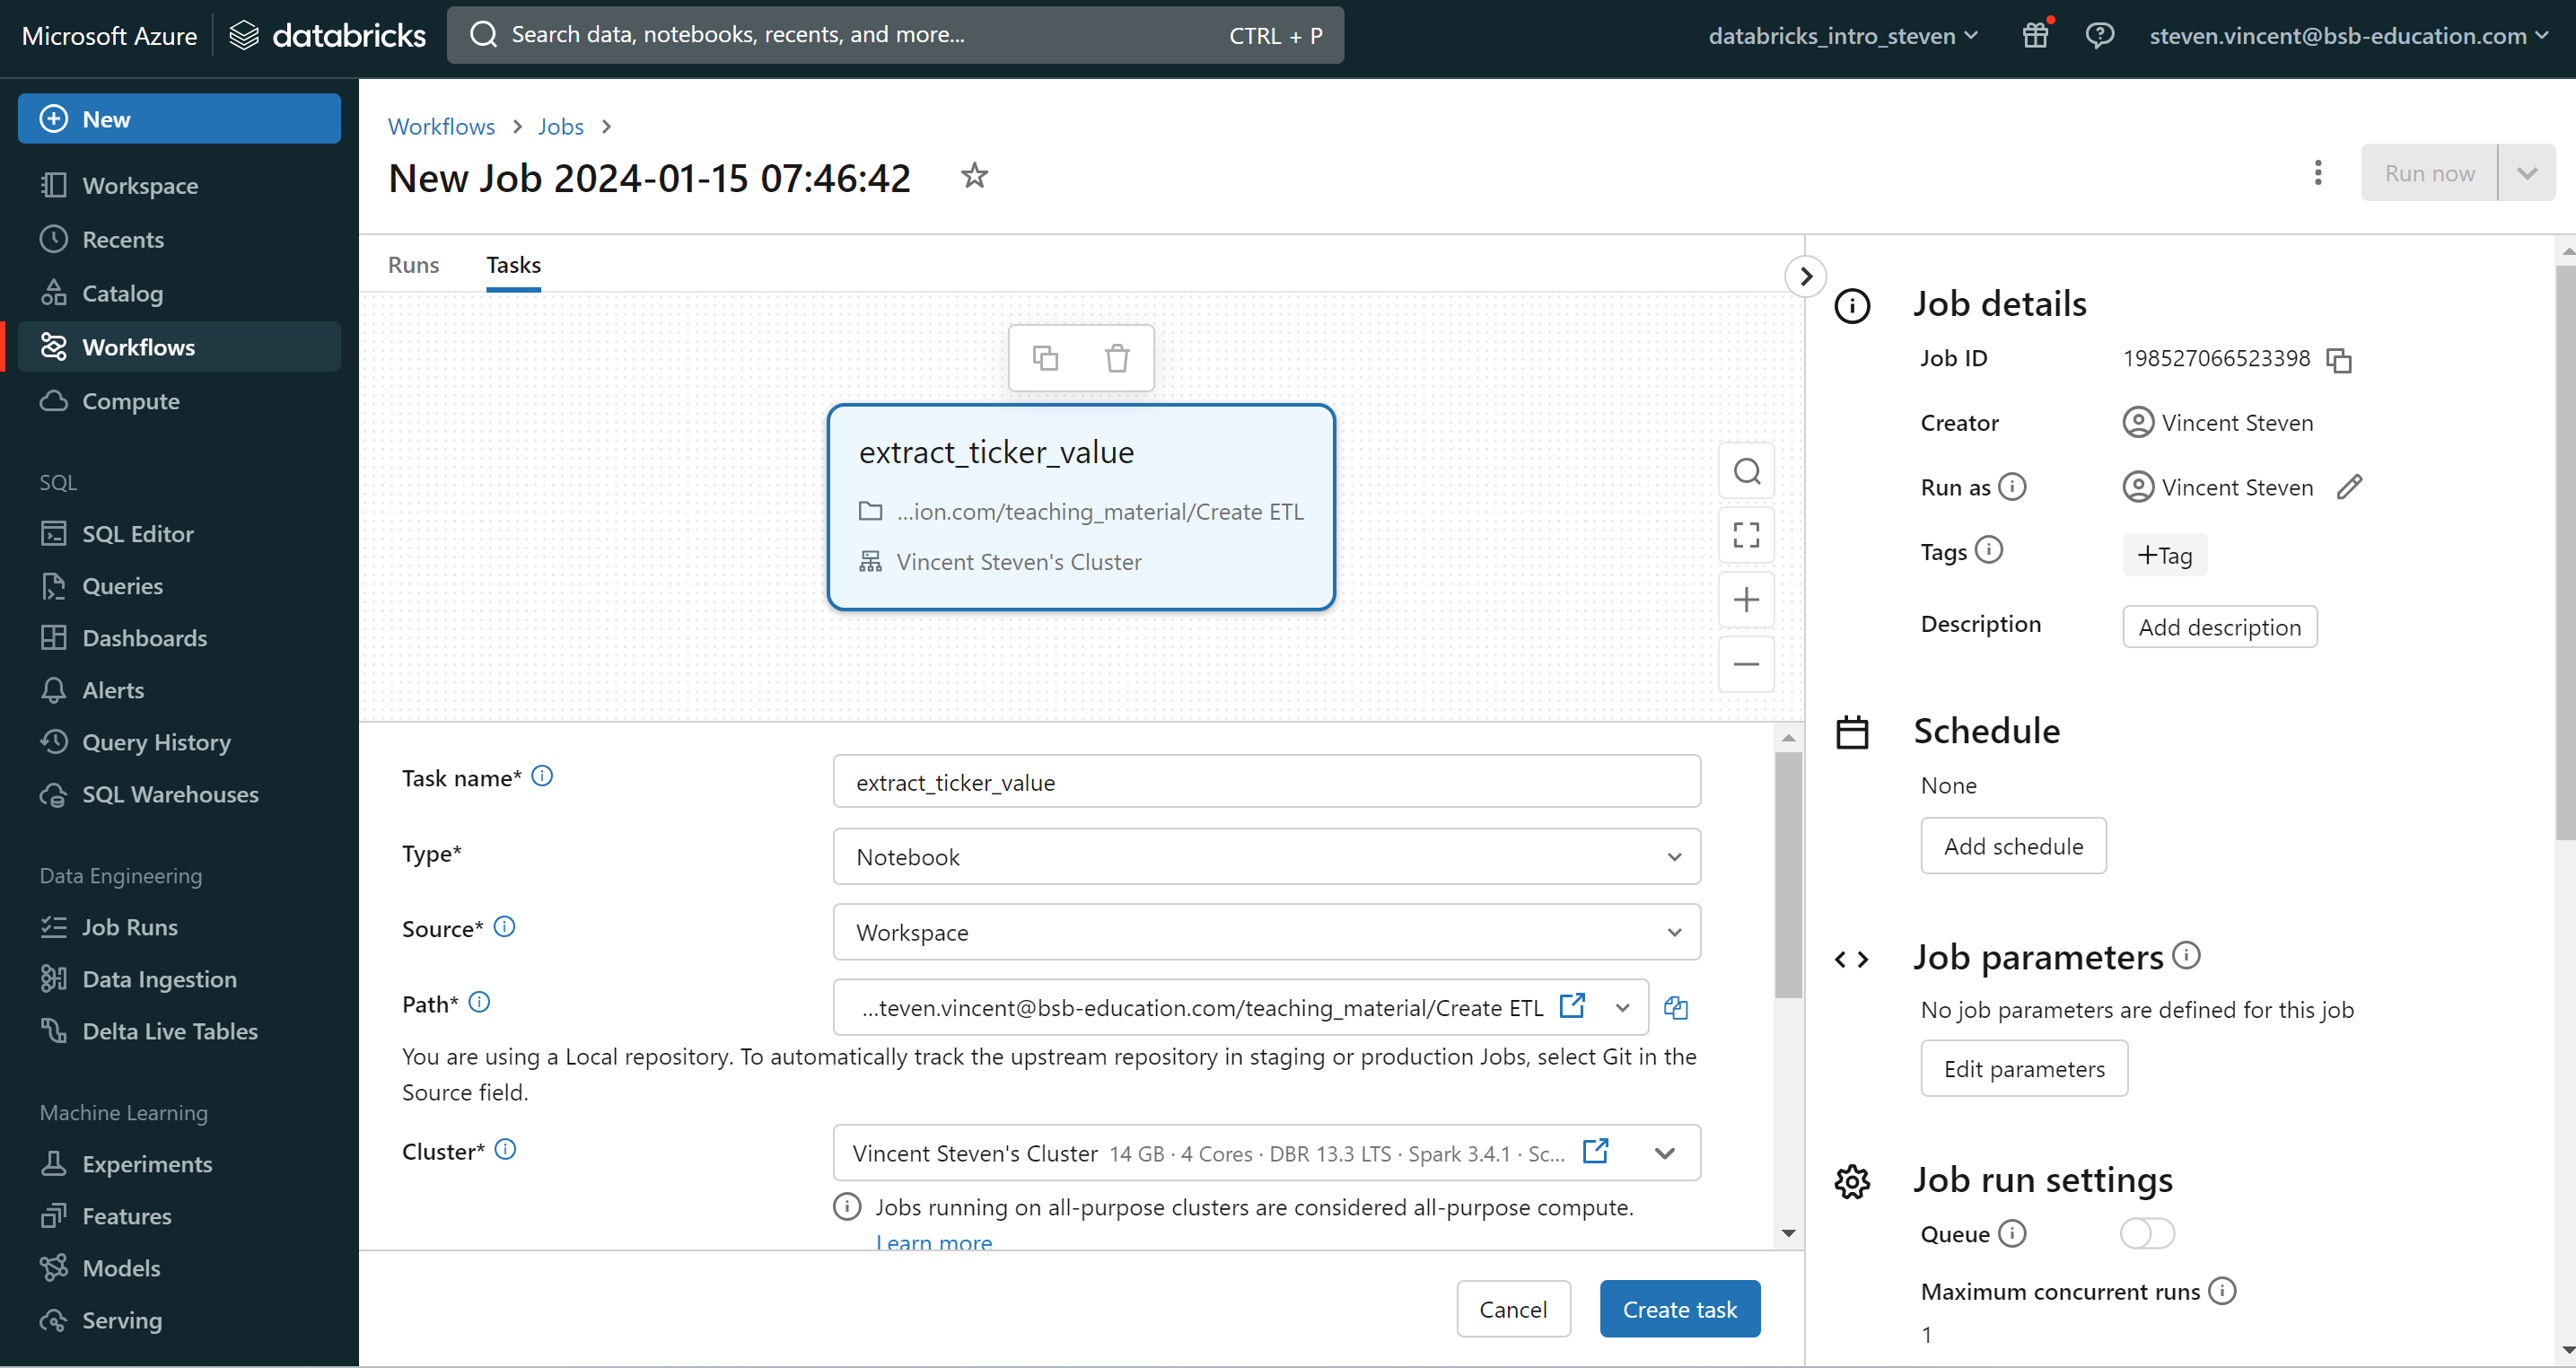 Microsoft Azure
databricks
Search data, notebooks, recents, and more...
CTRL + P
databricks_intro_steven
steven.vincent@bsb-education.com
New
Workspace
Recents
Catalog
Workflows
Compute
SQL
SQL Editor
Queries
Dashboards
Alerts
Query History
SQL Warehouses
Data Engineering
Job Runs
Data Ingestion
Delta Live Tables
Machine Learning
Experiments
Features
Models
Serving
Workflows > Jobs >
New Job 2024-01-15 07:46:42
Run now
Runs
Tasks
extract_ticker_value
...ion.com/teaching_material/Create ETL
Vincent Steven's Cluster
Task name*
extract_ticker_value
Type*
Notebook
Source*
Workspace
Path*
...teven.vincent@bsb-education.com/teaching_material/Create ETL
You are using a Local repository. To automatically track the upstream repository in staging or production Jobs, select Git in the
Source field.
Cluster*
Vincent Steven's Cluster 14 GB · 4 Cores · DBR 13.3 LTS · Spark 3.4.1 · Sc...
Jobs running on all-purpose clusters are considered all-purpose compute.
Learn more
Cancel
Create task
Job details
Job ID
198527066523398
Creator
Vincent Steven
Run as
Vincent Steven
Tags
+Tag
Description
Add description
Schedule
None
Add schedule
Job parameters
No job parameters are defined for this job
Edit parameters
Job run settings
Queue
Maximum concurrent runs
1